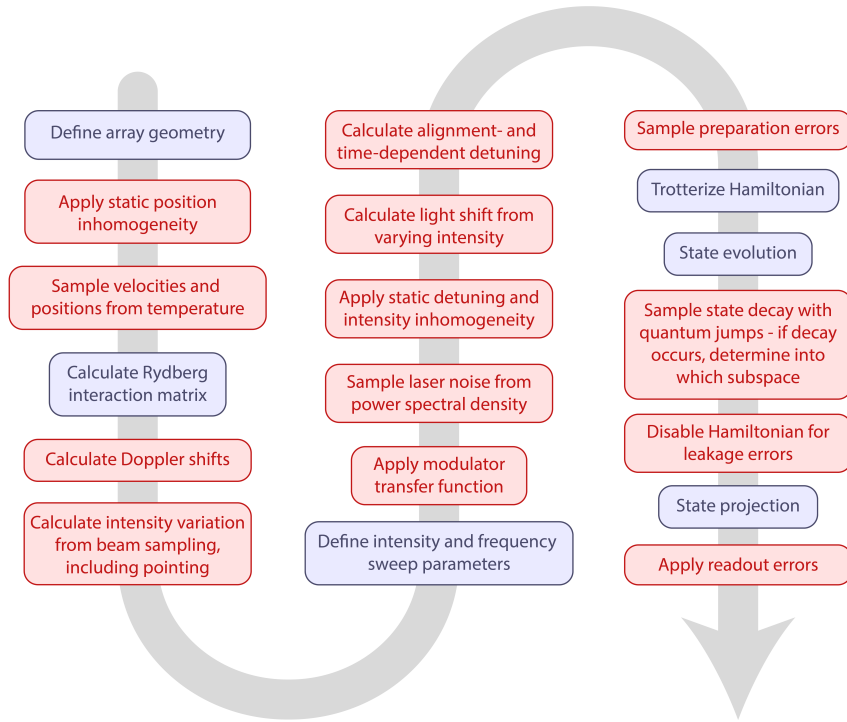 Define array geometry
Apply static position
inhomogeneity
Sample velocities and
positions from temperature
Calculate Rydberg
interaction matrix
Calculate Doppler shifts
Calculate intensity variation
from beam sampling,
including pointing
Calculate alignment- and
time-dependent detuning
Calculate light shift from
varying intensity
Apply static detuning and
intensity inhomogeneity
Sample laser noise from
power spectral density
Apply modulator
transfer function
Define intensity and frequency
sweep parameters
Sample preparation errors
Trotterize Hamiltonian
State evolution
Sample state decay with
quantum jumps - if decay
occurs, determine into
which subspace
Disable Hamiltonian for
leakage errors
State projection
Apply readout errors